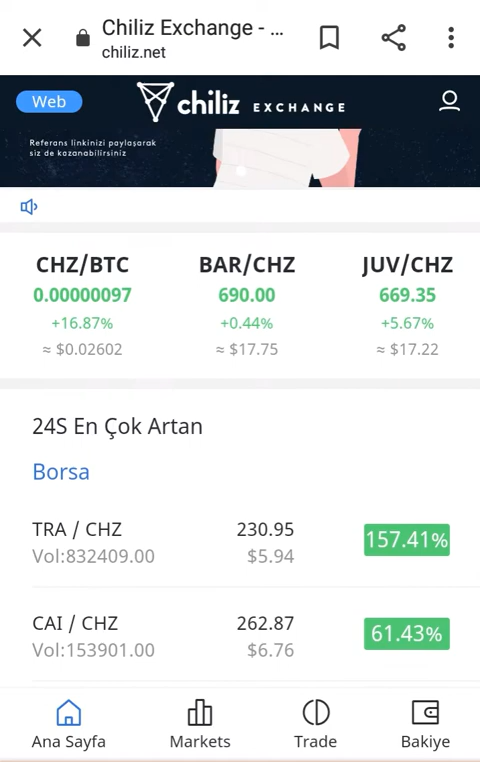 Chiliz Exchange - ...
chiliz.net
Web
chiliz EXCHANGE
Referans linkinizi paylaşarak
siz de kazanabilirsiniz
CHZ/BTC
0.00000097
+16.87%
≈ $0.02602
BAR/CHZ
690.00
+0.44%
≈ $17.75
JUV/CHZ
669.35
+5.67%
≈ $17.22
24S En Çok Artan
Borsa
TRA / CHZ 230.95 157.41%
Vol:832409.00 $5.94
CAI / CHZ 262.87 61.43%
Vol:153901.00 $6.76
Ana Sayfa Markets Trade Bakiye